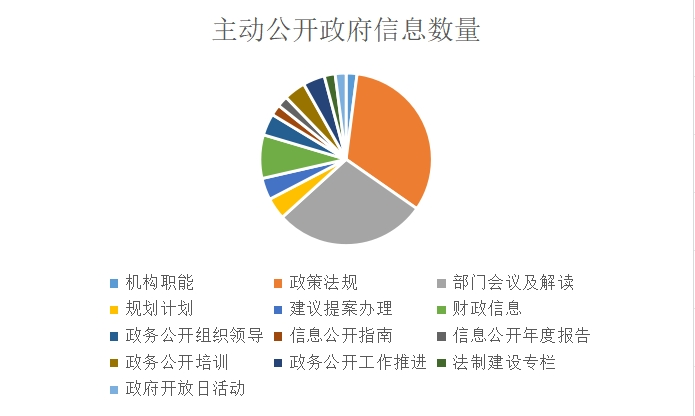 主动公开政府信息数量
机构职能 政策法规 部门会议及解读
规划计划 建议提案办理 财政信息
政务公开组织领导 信息公开指南 信息公开年度报告
政务公开培训 政务公开工作推进 法制建设专栏
政府开放日活动